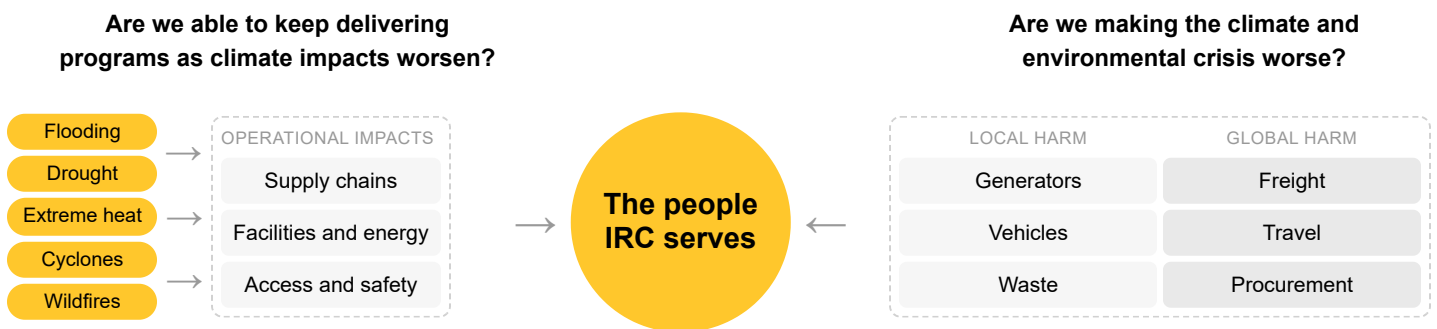 Are we able to keep delivering
programs as climate impacts worsen?
Flooding
Drought
Extreme heat
Cyclones
Wildfires
OPERATIONAL IMPACTS
Supply chains
Facilities and energy
Access and safety
The people
IRC serves
Are we making the climate and
environmental crisis worse?
LOCAL HARM
Generators
Vehicles
Waste
GLOBAL HARM
Freight
Travel
Procurement